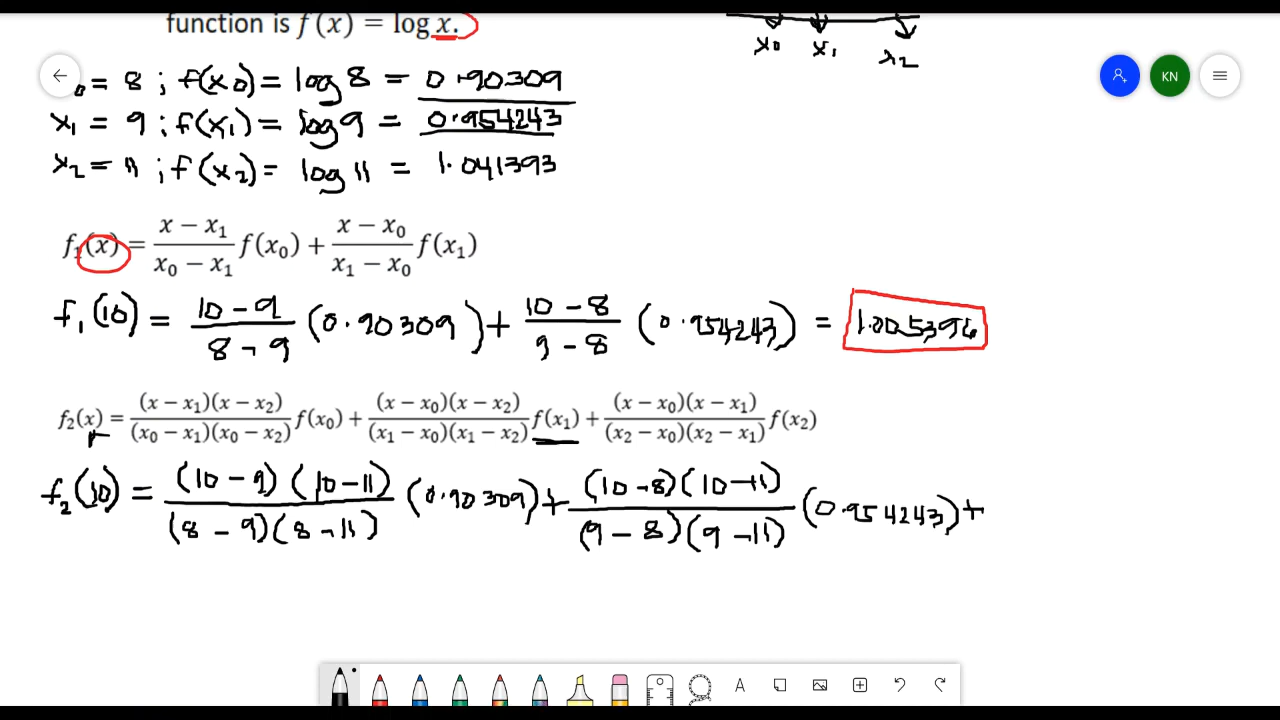 function is f(x) = log x.
x0 x1 x2
0 = 8 ; f(x0) = log 8 = 0.90309
x1 = 9 ; f(x1) = log 9 = 0.954243
x2 = 11 ; f(x2) = log 11 = 1.041393
KN
f1(x) = (x − x1)/(x0 − x1) f(x0) + (x − x0)/(x1 − x0) f(x1)
f1(10) = (10 − 9)/(8 − 9) (0.90309) + (10 − 8)/(9 − 8) (0.954243) = 1.005396
f2(x) = (x − x1)(x − x2)/(x0 − x1)(x0 − x2) f(x0) + (x − x0)(x − x2)/(x1 − x0)(x1 − x2) f(x1) + (x − x0)(x − x1)/(x2 − x0)(x2 − x1) f(x2)
f2(10) = (10 − 9)(10 − 11)/(8 − 9)(8 − 11) (0.90309) + (10 − 8)(10 − 11)/(9 − 8)(9 − 11) (0.954243) +
A